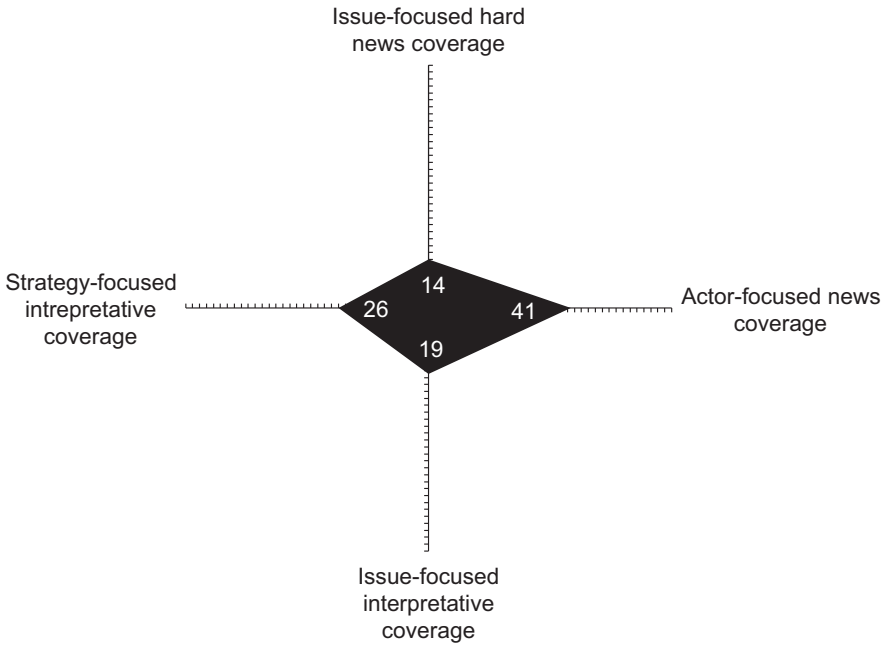 Issue-focused hard
news coverage
Strategy-focused
intrepretative
coverage
14
26
41
19
Actor-focused news
coverage
Issue-focused
interpretative
coverage